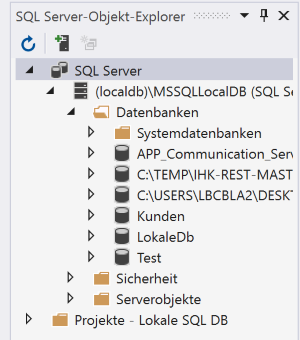 SQL Server-Objekt-Explorer
SQL Server
(localdb)\MSSQLLocalDB (SQL Se
Datenbanken
Systemdatenbanken
APP_Communication_Serv
C:\TEMP\IHK-REST-MAST
C:\USERS\LBCBLA2\DESKT
Kunden
LokaleDb
Test
Sicherheit
Serverobjekte
Projekte - Lokale SQL DB